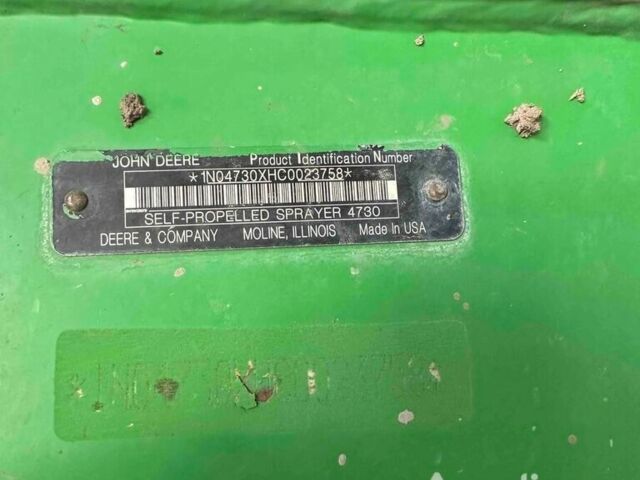 JOHN DEERE Product Identification Number
*1N04730XHC0023758*
SELF-PROPELLED SPRAYER 4730
DEERE & COMPANY MOLINE, ILLINOIS Made In USA